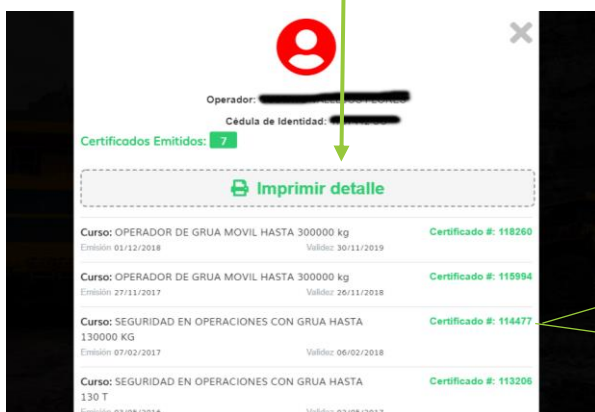 Operador:
Cédula de Identidad:
Certificados Emitidos: 7
Imprimir detalle
Curso: OPERADOR DE GRUA MOVIL HASTA 300000 kg Certificado #: 118260
Emisión 01/12/2018 Validez 30/11/2019
Curso: OPERADOR DE GRUA MOVIL HASTA 300000 kg Certificado #: 115994
Emisión 27/11/2017 Validez 26/11/2018
Curso: SEGURIDAD EN OPERACIONES CON GRUA HASTA Certificado #: 114477
130000 KG
Emisión 07/02/2017 Validez 06/02/2018
Curso: SEGURIDAD EN OPERACIONES CON GRUA HASTA Certificado #: 113206
130 T